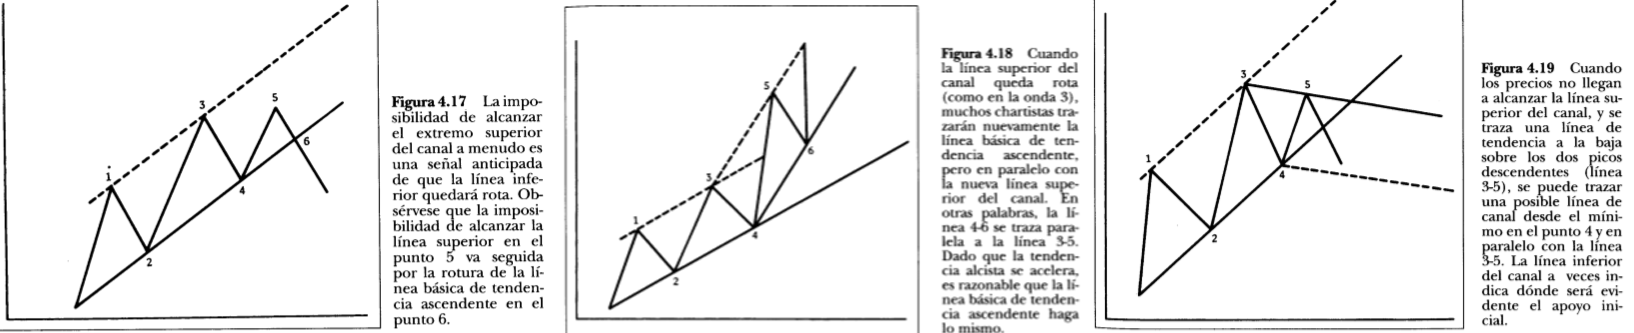 1
2
3
4
5
6
Figura 4.17 La impo-
sibilidad de alcanzar
el extremo superior
del canal a menudo es
una señal anticipada
de que la línea infe-
rior quedará rota. Ob-
sérvese que la imposi-
bilidad de alcanzar la
línea superior en el
punto 5 va seguida
por la rotura de la lí-
nea básica de tenden-
cia ascendente en el
punto 6.
1
2
3
4
5
6
Figura 4.18 Cuando
la línea superior del
canal queda rota
(como en la onda 3),
muchos chartistas tra-
zarán nuevamente la
línea básica de ten-
dencia ascendente,
pero en paralelo con
la nueva línea supe-
rior del canal. En
otras palabras, la lí-
nea 4-6 se traza para-
lela a la línea 3-5.
Dado que la tenden-
cia alcista se acelera,
es razonable que la lí-
nea básica de tenden-
cia ascendente haga
lo mismo.
1
2
3
4
5
Figura 4.19 Cuando
los precios no llegan
a alcanzar la línea su-
perior del canal, y se
traza una línea de
tendencia a la baja
sobre los dos picos
descendentes (línea
3-5), se puede trazar
una posible línea de
canal desde el míni-
mo en el punto 4 y en
paralelo con la línea
3-5. La línea inferior
del canal a veces in-
dica dónde será evi-
dente el apoyo ini-
cial.